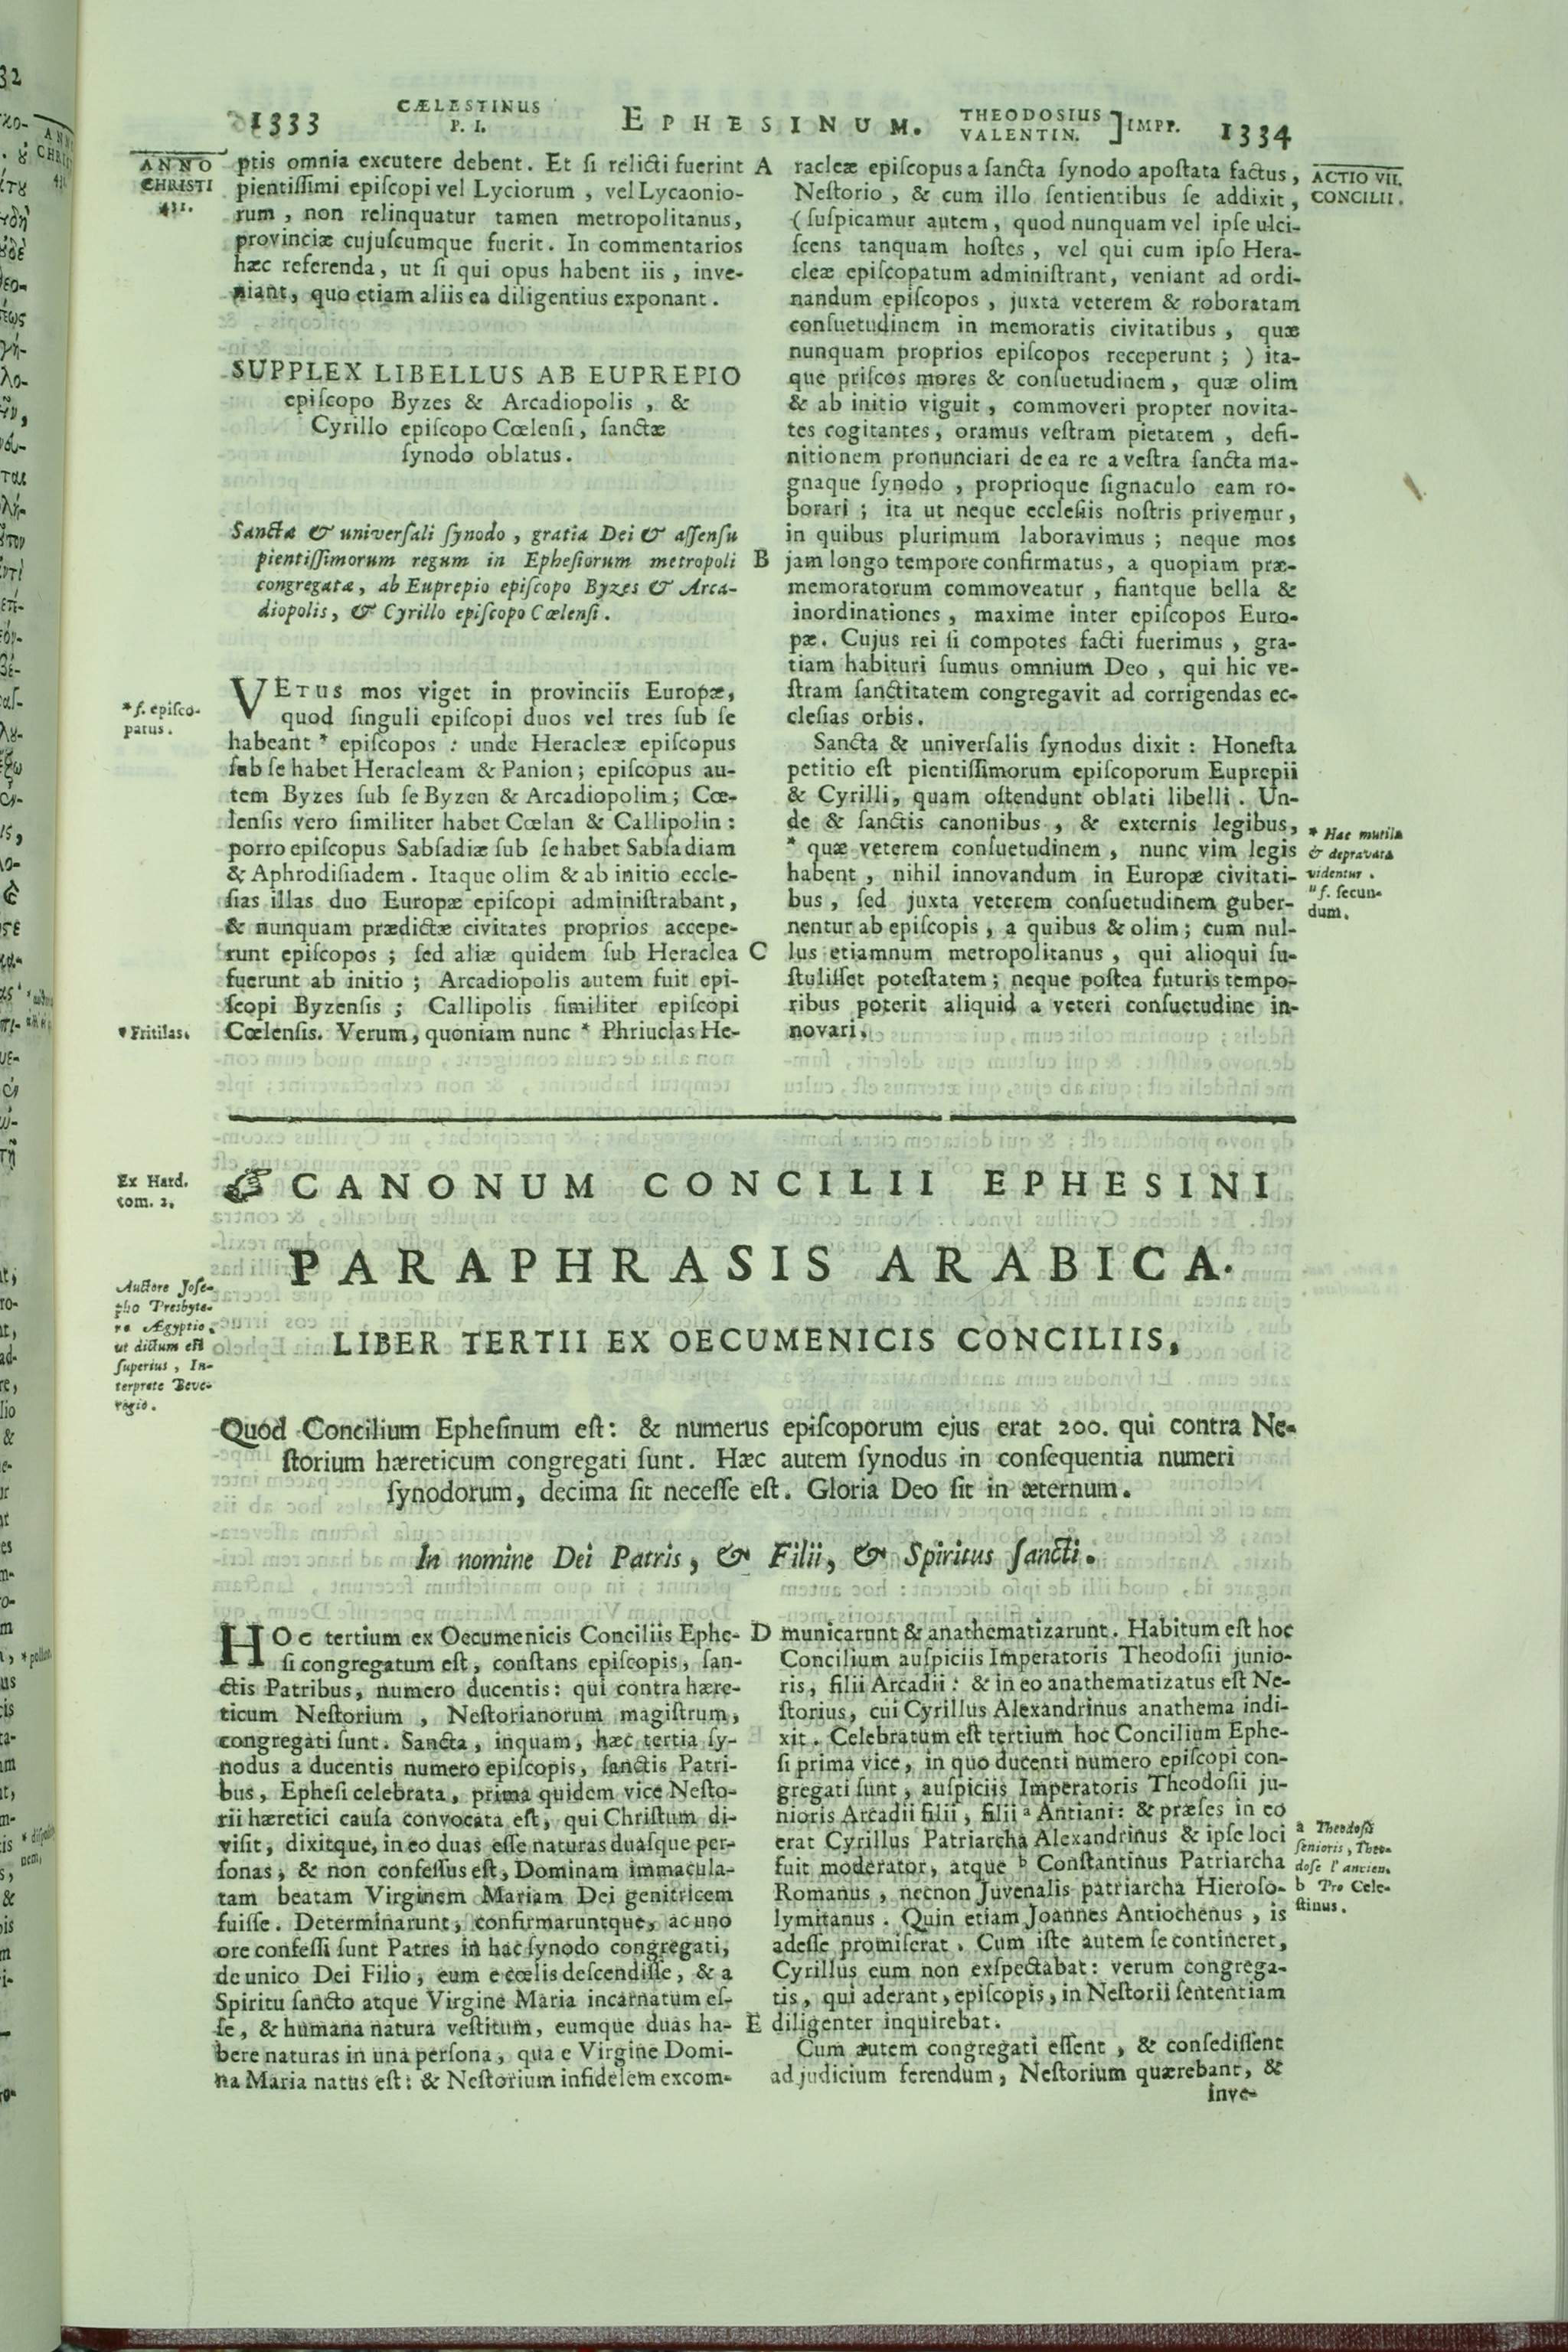 1333
CÆLESTINUS
P. I.
EPHESINUM.
THEODOSIUS
VALENTIN. ] IMPP.
1334
ANNO
CHRISTI
431.
ptis omnia excutere debent. Et ſi relicti fuerint A
pientiſſimi epiſcopi vel Lyciorum, vel Lycaonio-
rum, non relinquatur tamen metropolitanus,
provinciæ cujuſcumque fuerit. In commentarios
hæc referenda, ut ſi qui opus habent iis, inve-
niant, quo etiam aliis ea diligentius exponant.
SUPPLEX LIBELLUS AB EUPREPIO
epiſcopo Byzes & Arcadiopolis, &
Cyrillo epiſcopo Cœlenſi, ſanctæ
ſynodo oblatus.
Sanctæ & univerſali ſynodo, gratia Dei & aſſenſu
pientiſſimorum regum in Epheſiorum metropoli B
congregatæ, ab Euprepio epiſcopo Byzes & Arca-
diopolis, & Cyrillo epiſcopo Cœlenſi.
VETUS mos viget in provinciis Europæ,
* f. epiſco-
patus.
quod ſinguli epiſcopi duos vel tres ſub ſe
habeant * epiſcopos : unde Heracleæ epiſcopus
ſub ſe habet Heracleam & Panion; epiſcopus au-
tem Byzes ſub ſe Byzen & Arcadiopolim; Cœ-
lenſis vero ſimiliter habet Cœlan & Callipolin:
porro epiſcopus Sabſadiæ ſub ſe habet Sabſadiam
& Aphrodiſiadem. Itaque olim & ab initio eccle-
ſias illas duo Europæ epiſcopi adminiſtrabant,
& nunquam prædictæ civitates proprios accepe-
runt epiſcopos; ſed aliæ quidem ſub Heraclea C
fuerunt ab initio; Arcadiopolis autem fuit epi-
ſcopi Byzenſis; Callipolis ſimiliter epiſcopi
* Fritilas.
Cœlenſis. Verum, quoniam nunc * Phriuclas He-
racleæ epiſcopus a ſancta ſynodo apoſtata factus,
ACTIO VII.
CONCILII.
Neſtorio, & cum illo ſentientibus ſe addixit,
(ſuſpicamur autem, quod nunquam vel ipſe ulci-
ſcens tanquam hoſtes, vel qui cum ipſo Hera-
cleæ epiſcopatum adminiſtrant, veniant ad ordi-
nandum epiſcopos, juxta veterem & roboratam
conſuetudinem in memoratis civitatibus, quæ
nunquam proprios epiſcopos receperunt; ) ita-
que priſcos mores & conſuetudinem, quæ olim
& ab initio viguit, commoveri propter novita-
tes cogitantes, oramus veſtram pietatem, defi-
nitionem pronunciari de ea re a veſtra ſancta ma-
gnaque ſynodo, proprioque ſignaculo eam ro-
borari; ita ut neque eccleſiis noſtris privemur,
in quibus plurimum laboravimus; neque mos
jam longo tempore confirmatus, a quopiam præ-
memoratorum commoveatur, fiantque bella &
inordinationes, maxime inter epiſcopos Euro-
pæ. Cujus rei ſi compotes facti fuerimus, gra-
tiam habituri ſumus omnium Deo, qui hic ve-
ſtram ſanctitatem congregavit ad corrigendas ec-
cleſias orbis.
Sancta & univerſalis ſynodus dixit: Honeſta
petitio eſt pientiſſimorum epiſcoporum Euprepii
& Cyrilli, quam oſtendunt oblati libelli. Un-
de & ſanctis canonibus, & externis legibus,
* quæ veterem conſuetudinem, nunc vim legis
habent, nihil innovandum in Europæ civitati-
bus, ſed juxta veterem conſuetudinem guber-
nentur ab epiſcopis, a quibus & olim; cum nul-
lus etiamnum metropolitanus, qui alioqui ſu-
ſtuliſſet poteſtatem; neque poſtea futuris tempo-
ribus poterit aliquid a veteri conſuetudine in-
novari.
* Hæc mutila
& depravata
videntur.
" f. ſecun-
dum.
Ex Hard.
tom. 1.
☞ CANONUM CONCILII EPHESINI
PARAPHRASIS ARABICA.
LIBER TERTII EX OECUMENICIS CONCILIIS,
Auctore Joſe-
pho Presbyte-
ro Ægyptio,
ut dictum eſt
ſuperius, In-
terprete Beve-
regio.
Quod Concilium Epheſinum eſt: & numerus epiſcoporum ejus erat 200. qui contra Ne-
ſtorium hæreticum congregati ſunt. Hæc autem ſynodus in conſequentia numeri
ſynodorum, decima ſit neceſſe eſt. Gloria Deo ſit in æternum.
In nomine Dei Patris, & Filii, & Spiritus ſancti.
HOC tertium ex Oecumenicis Conciliis Ephe- D
ſi congregatum eſt, conſtans epiſcopis, ſan-
ctis Patribus, numero ducentis: qui contra hære-
ticum Neſtorium, Neſtorianorum magiſtrum,
congregati ſunt. Sancta, inquam, hæc tertia ſy-
nodus a ducentis numero epiſcopis, ſanctis Patri-
bus, Epheſi celebrata, prima quidem vice Neſto-
rii hæretici cauſa convocata eſt, qui Chriſtum di-
viſit, dixitque, in eo duas eſſe naturas duaſque per-
ſonas, & non confeſſus eſt, Dominam immacula-
tam beatam Virginem Mariam Dei genitricem
fuiſſe. Determinarunt, confirmaruntque, ac uno
ore confeſſi ſunt Patres in hac ſynodo congregati,
de unico Dei Filio, eum e cœlis deſcendiſſe, & a
Spiritu ſancto atque Virgine Maria incarnatum eſ-
ſe, & humana natura veſtitum, eumque duas ha- E
bere naturas in una perſona, qua e Virgine Domi-
na Maria natus eſt: & Neſtorium infidelem excom-
municarunt & anathematizarunt. Habitum eſt hoc
Concilium auſpiciis Imperatoris Theodoſii junio-
ris, filii Arcadii: & in eo anathematizatus eſt Ne-
ſtorius, cui Cyrillus Alexandrinus anathema indi-
xit. Celebratum eſt tertium hoc Concilium Ephe-
ſi prima vice, in quo ducenti numero epiſcopi con-
gregati ſunt, auſpiciis Imperatoris Theodoſii ju-
nioris Arcadii filii, filii a Antiani: & præſes in eo
erat Cyrillus Patriarcha Alexandrinus & ipſe loci
fuit moderator, atque b Conſtantinus Patriarcha
Romanus, necnon Juvenalis patriarcha Hieroſo-
lymitanus. Quin etiam Joannes Antiochenus, is
adeſſe promiſerat. Cum iſte autem ſe contineret,
Cyrillus eum non exſpectabat: verum congrega-
tis, qui aderant, epiſcopis, in Neſtorii ſententiam
diligenter inquirebat.
Cum autem congregati eſſent, & conſediſſent
ad judicium ferendum, Neſtorium quærebant, &
inve-
a Theodoſii
ſenioris, Theo-
doſe l'ancien.
b Pro Cele-
ſtinus.